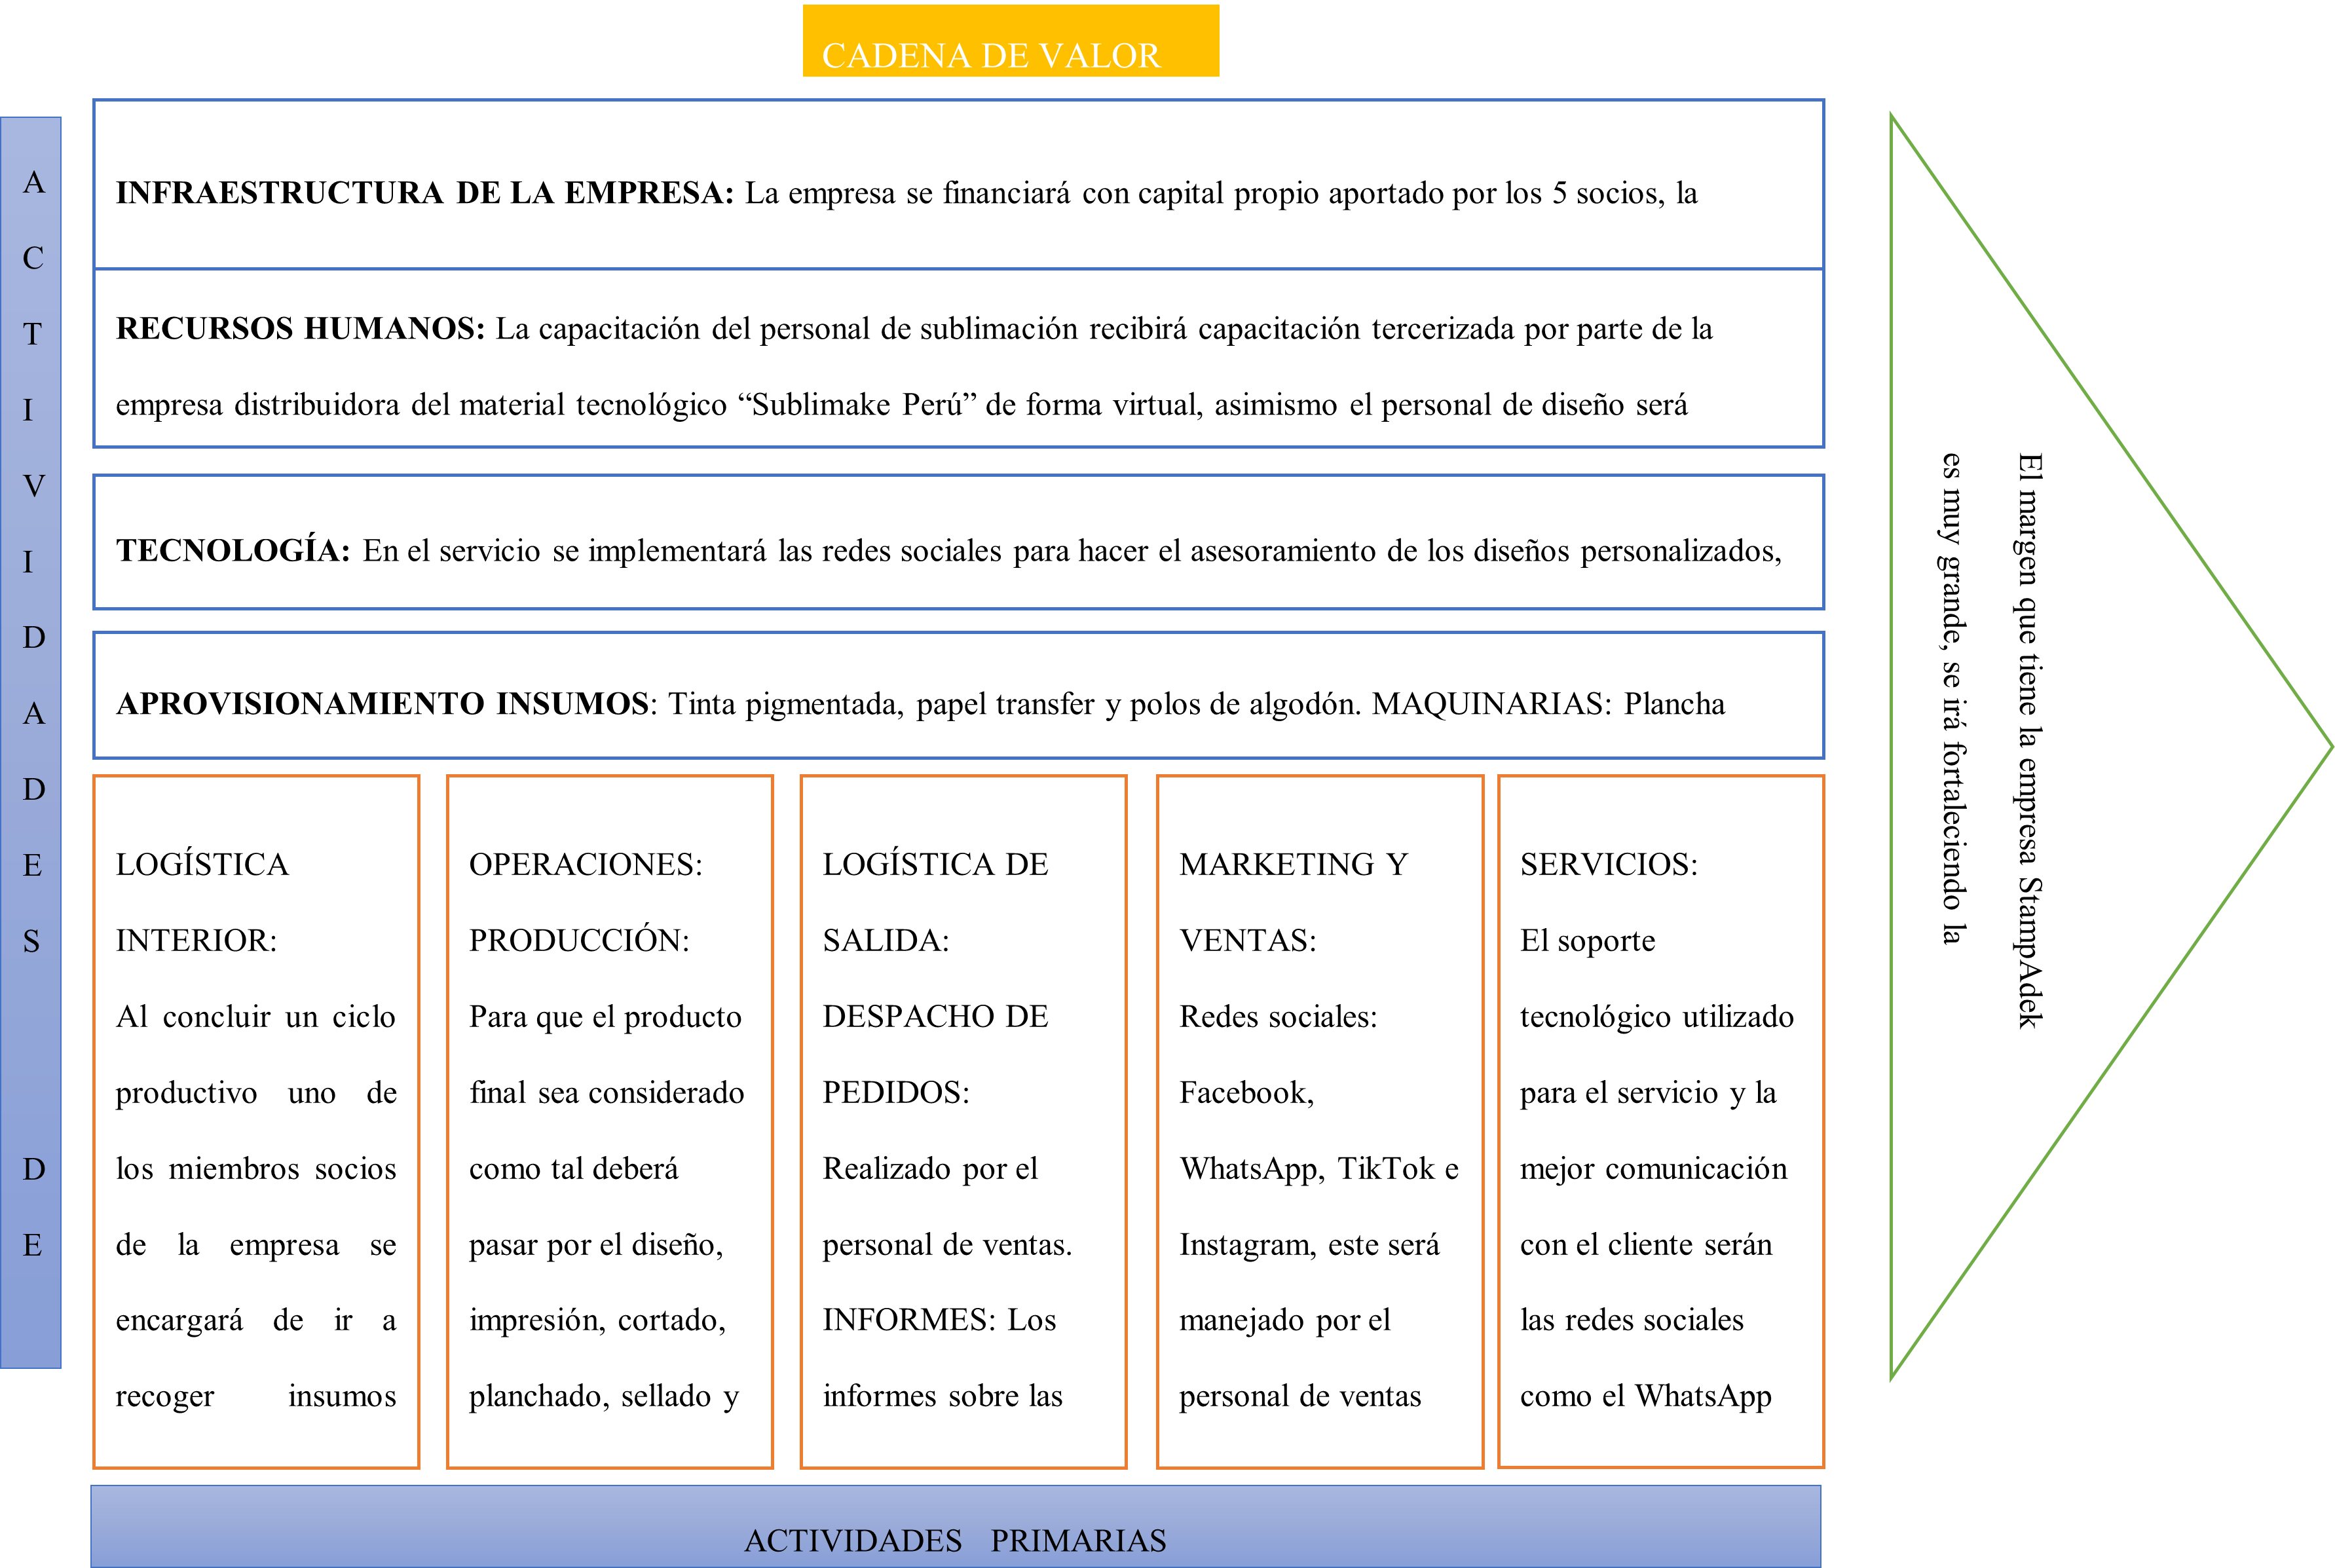 CADENA DE VALOR
A
C
T
I
V
I
D
A
D
E
S
D
E
INFRAESTRUCTURA DE LA EMPRESA: La empresa se financiará con capital propio aportado por los 5 socios, la
RECURSOS HUMANOS: La capacitación del personal de sublimación recibirá capacitación tercerizada por parte de la
empresa distribuidora del material tecnológico “Sublimake Perú” de forma virtual, asimismo el personal de diseño será
TECNOLOGÍA: En el servicio se implementará las redes sociales para hacer el asesoramiento de los diseños personalizados,
APROVISIONAMIENTO INSUMOS: Tinta pigmentada, papel transfer y polos de algodón. MAQUINARIAS: Plancha
LOGÍSTICA
INTERIOR:
Al concluir un ciclo
productivo uno de
los miembros socios
de la empresa se
encargará de ir a
recoger insumos
OPERACIONES:
PRODUCCIÓN:
Para que el producto
final sea considerado
como tal deberá
pasar por el diseño,
impresión, cortado,
planchado, sellado y
LOGÍSTICA DE
SALIDA:
DESPACHO DE
PEDIDOS:
Realizado por el
personal de ventas.
INFORMES: Los
informes sobre las
MARKETING Y
VENTAS:
Redes sociales:
Facebook,
WhatsApp, TikTok e
Instagram, este será
manejado por el
personal de ventas
SERVICIOS:
El soporte
tecnológico utilizado
para el servicio y la
mejor comunicación
con el cliente serán
las redes sociales
como el WhatsApp
El margen que tiene la empresa StampAdek
es muy grande, se irá fortaleciendo la
ACTIVIDADES PRIMARIAS